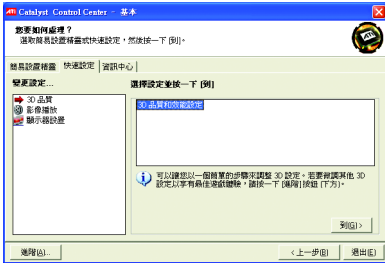 ATI Catalyst Control Center - 基本
您要如何處理？
選取簡易設置精靈或快速設定，然後按一下 [到]。
簡易設置精靈 快速設定 資訊中心
變更設定...
3D 品質
影像播放
顯示器設置
選擇設定並按一下 [到]
3D 品質和效能設定
可以讓您以一個簡單的步驟來調整 3D 設定。若要微調其他 3D
設定以享有最佳遊戲體驗，請按一下 [進階] 按鈕 (下方)。
到(G)>
進階(A)...
<上一步(B)
退出(E)